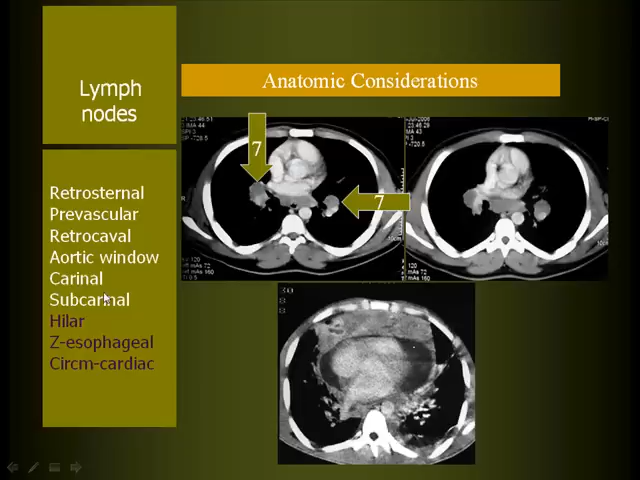 Lymph
nodes
Anatomic Considerations
Retrosternal
Prevascular
Retrocaval
Aortic window
Carinal
Subcarinal
Hilar
Z-esophageal
Circm-cardiac
7
7